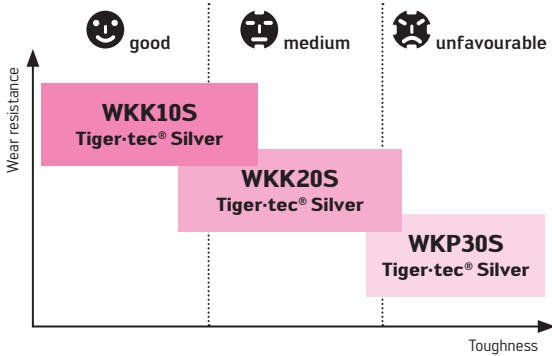 good
medium
unfavourable
Wear resistance
WKK10S
Tiger·tec® Silver
WKK20S
Tiger·tec® Silver
WKP30S
Tiger·tec® Silver
Toughness